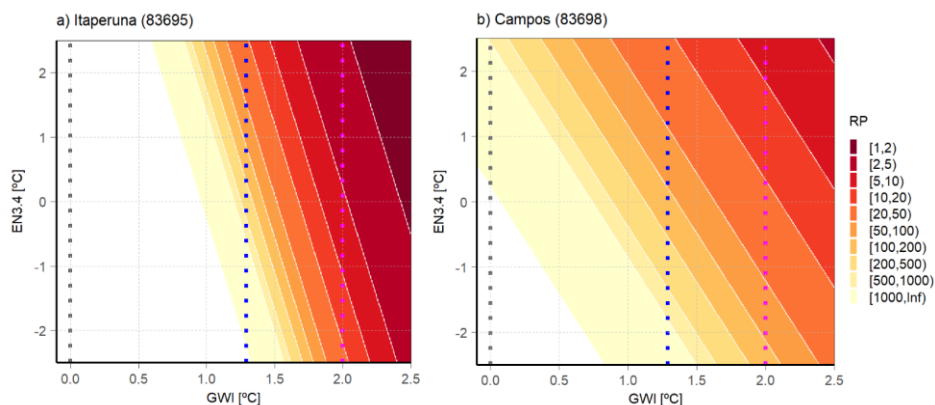 a) Itaperuna (83695)
2
1
0
-1
-2
EN3.4 [ºC]
0.0 0.5 1.0 1.5 2.0 2.5
GWI [ºC]
b) Campos (83698)
2
1
0
-1
-2
EN3.4 [ºC]
0.0 0.5 1.0 1.5 2.0 2.5
GWI [ºC]
RP
[1,2)
[2,5)
[5,10)
[10,20)
[20,50)
[50,100)
[100,200)
[200,500)
[500,1000)
[1000,Inf)